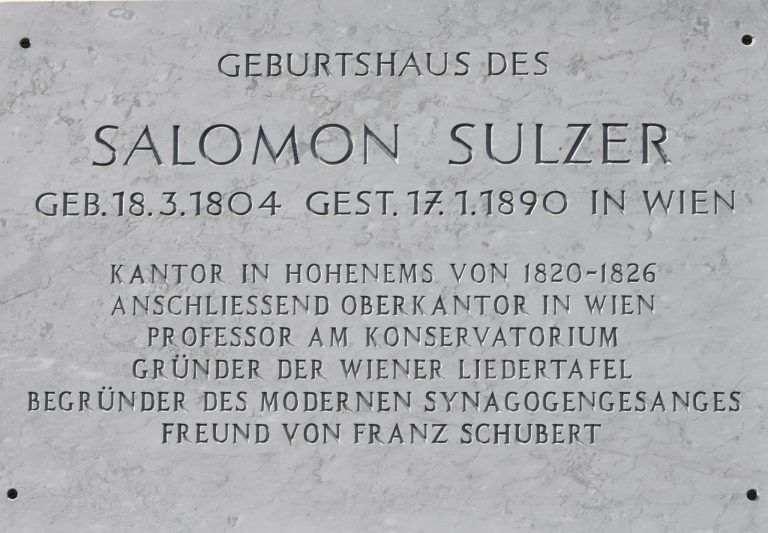 GEBURTSHAUS DES
SALOMON SULZER
GEB. 18.3.1804 GEST. 17.1.1890 IN WIEN
KANTOR IN HOHENEMS VON 1820-1826
ANSCHLIESSEND OBERKANTOR IN WIEN
PROFESSOR AM KONSERVATORIUM
GRÜNDER DER WIENER LIEDERTAFEL
BEGRÜNDER DES MODERNEN SYNAGOGENGESANGES
FREUND VON FRANZ SCHUBERT